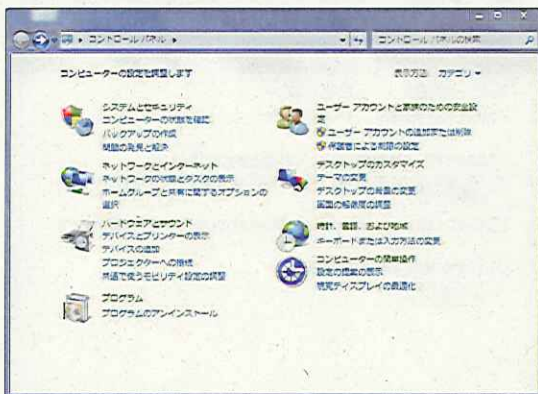 コントロール パネル
コントロール パネルの検索
コンピューターの設定を調整します
表示方法: カテゴリ
システムとセキュリティ
コンピューターの状態を確認
バックアップの作成
問題の発見と解決
ネットワークとインターネット
ネットワークの状態とタスクの表示
ホームグループと共有に関するオプションの
選択
ハードウェアとサウンド
デバイスとプリンターの表示
デバイスの追加
プロジェクターへの接続
共通で使うモビリティ設定の調整
プログラム
プログラムのアンインストール
ユーザー アカウントと家族のための安全設
定
ユーザー アカウントの追加または削除
保護者による制限の設定
デスクトップのカスタマイズ
テーマの変更
デスクトップの背景の変更
画面の解像度の調整
時計、言語、および地域
キーボードまたは入力方法の変更
コンピューターの簡単操作
設定の提案の表示
視覚ディスプレイの最適化